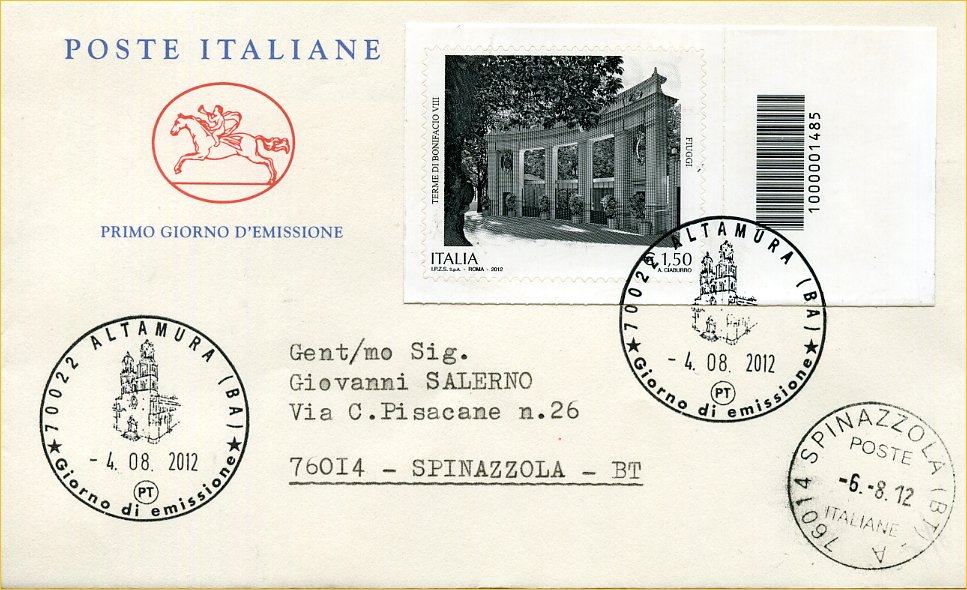 POSTE ITALIANE
PRIMO GIORNO D'EMISSIONE
TERME DI BONIFACIO VIII
FIUGGI
ITALIA
I.P.Z.S. S.p.A. - ROMA - 2012
€ 1,50
A. CIABURRO
1000001485
70022 ALTAMURA (BA)
- 4. 08. 2012
PT
Giorno di emissione
70022 ALTAMURA (BA)
- 4. 08. 2012
PT
Giorno di emissione
Gent/mo Sig.
Giovanni SALERNO
Via C.Pisacane n.26
76014 - SPINAZZOLA - BT
76014 SPINAZZOLA (BT) - A
POSTE
-6.-8.12
ITALIANE